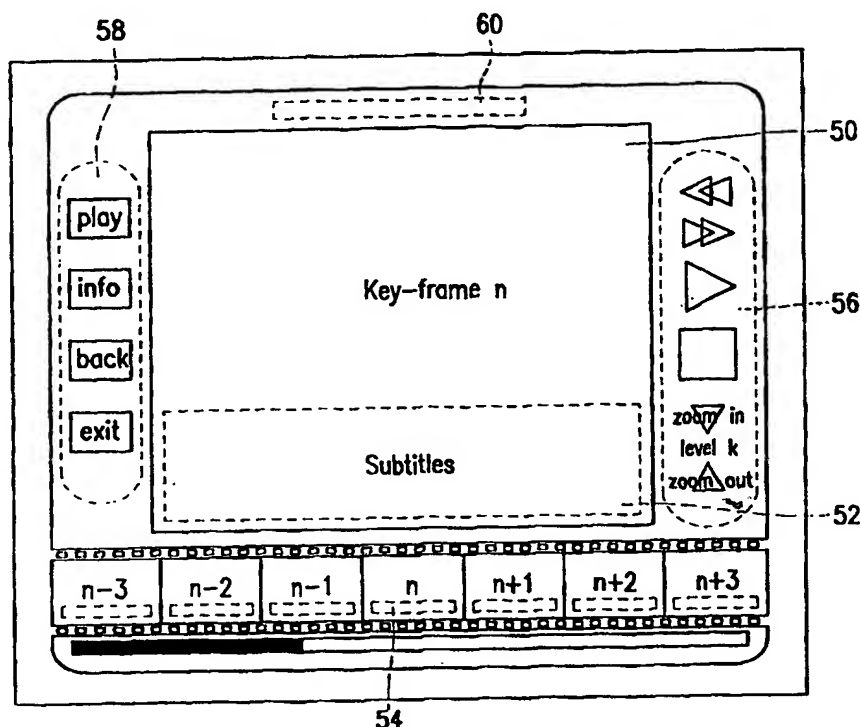 58
60
50
play
info
Key-frame n
56
back
exit
zoom in
level k
zoom out
Subtitles
52
n-3 n-2 n-1 n n+1 n+2 n+3
54